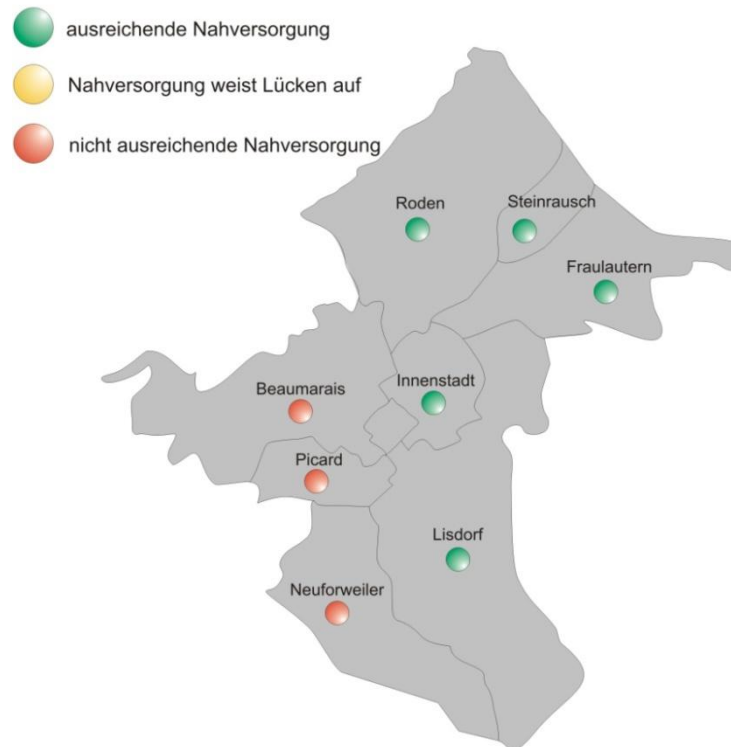 ausreichende Nahversorgung
Nahversorgung weist Lücken auf
nicht ausreichende Nahversorgung
Roden
Steinrausch
Fraulautern
Beaumarais
Innenstadt
Picard
Lisdorf
Neuforweiler